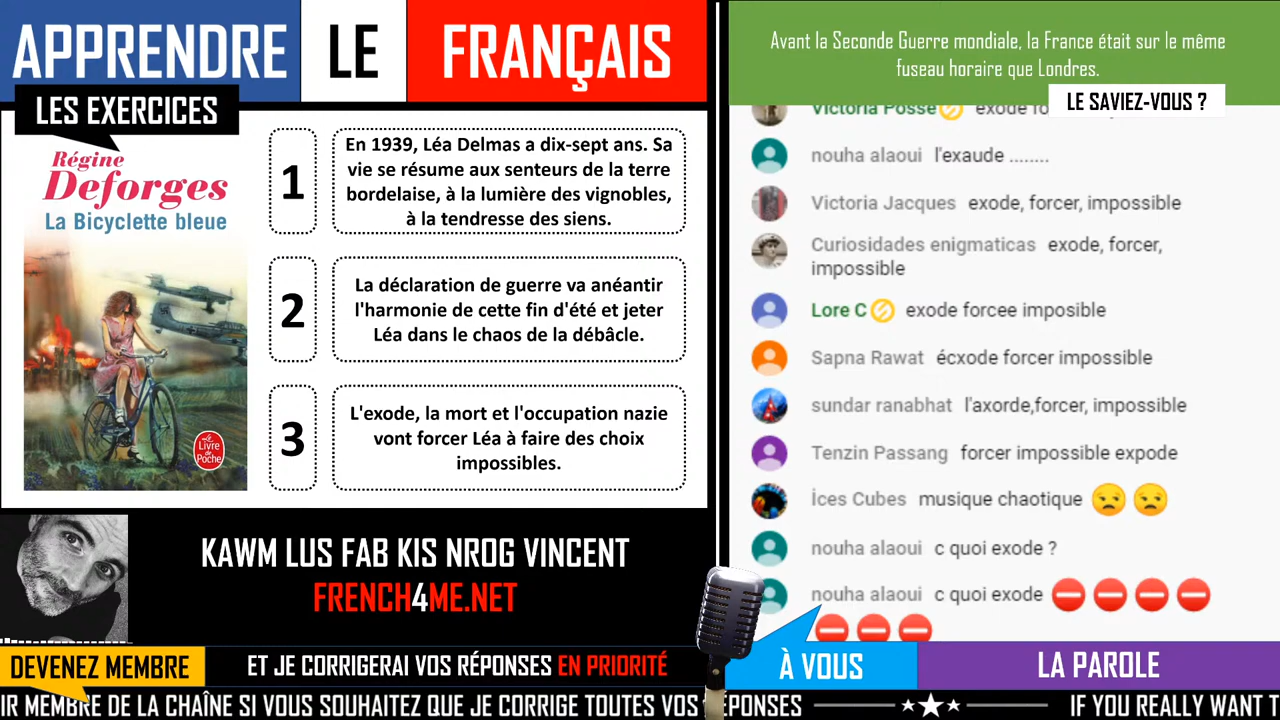 APPRENDRE LE FRANÇAIS
LES EXERCICES
Régine
Deforges
La Bicyclette bleue
Le
Livre
de
Poche
1
En 1939, Léa Delmas a dix-sept ans. Sa
vie se résume aux senteurs de la terre
bordelaise, à la lumière des vignobles,
à la tendresse des siens.
2
La déclaration de guerre va anéantir
l'harmonie de cette fin d'été et jeter
Léa dans le chaos de la débâcle.
3
L'exode, la mort et l'occupation nazie
vont forcer Léa à faire des choix
impossibles.
KAWM LUS FAB KIS NROG VINCENT
FRENCH4ME.NET
DEVENEZ MEMBRE
ET JE CORRIGERAI VOS RÉPONSES EN PRIORITÉ
Avant la Seconde Guerre mondiale, la France était sur le même
fuseau horaire que Londres.
LE SAVIEZ-VOUS ?
Victoria Posse exode
nouha alaoui l'exaude ........
Victoria Jacques exode, forcer, impossible
Curiosidades enigmaticas exode, forcer,
impossible
Lore C exode forcee imposible
Sapna Rawat écxode forcer impossible
sundar ranabhat l'axorde,forcer, impossible
Tenzin Passang forcer impossible expode
İces Cubes musique chaotique
nouha alaoui c quoi exode ?
nouha alaoui c quoi exode
À VOUS
LA PAROLE
IR MEMBRE DE LA CHAÎNE SI VOUS SOUHAITEZ QUE JE CORRIGE TOUTES VOS RÉPONSES IF YOU REALLY WANT T